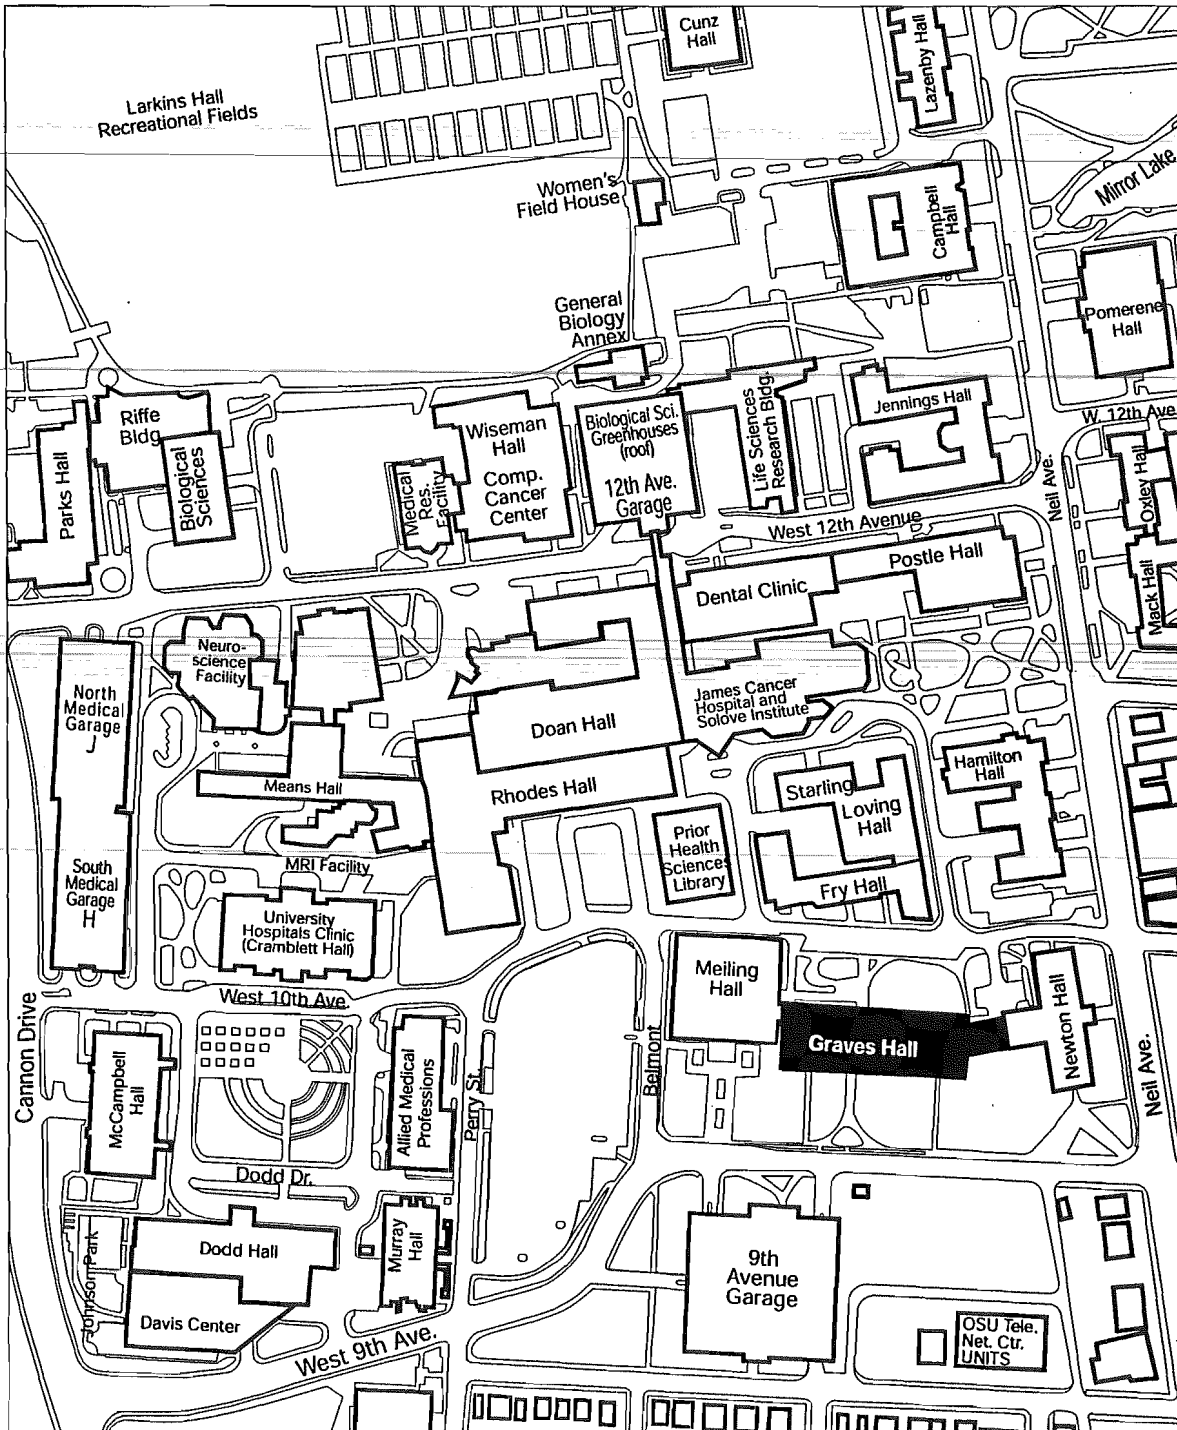 Cunz
Hall
Lazenby Hall
Larkins Hall
Recreational Fields
Mirror Lake
Women's
Field House
Campbell
Hall
General
Biology
Annex
Pomerene
Hall
Riffe
Bldg.
Parks Hall
Biological
Sciences
Wiseman
Hall
Comp.
Cancer
Center
Medical
Res.
Facility
Biological Sci.
Greenhouses
(roof)
12th Ave.
Garage
Life Sciences
Research Bldg.
Jennings Hall
W. 12th Ave
Oxley Hall
Neil Ave.
West 12th Avenue
Postle Hall
Dental Clinic
Mack Hall
Neuro-
science
Facility
North
Medical
Garage
J
James Cancer
Hospital and
Solove Institute
Doan Hall
Means Hall
Rhodes Hall
Hamilton
Hall
Starling
Loving
Hall
Prior
Health
Sciences
Library
MRI Facility
South
Medical
Garage
H
Fry Hall
University
Hospitals Clinic
(Cramblett Hall)
Meiling
Hall
West 10th Ave.
Cannon Drive
Newton Hall
Graves Hall
McCampbell
Hall
Allied Medical
Professions
Perry St.
Belmont
Neil Ave.
Dodd Dr.
Johnson Park
Dodd Hall
Murray
Hall
9th
Avenue
Garage
Davis Center
West 9th Ave.
OSU Tele.
Net. Ctr.
UNITS